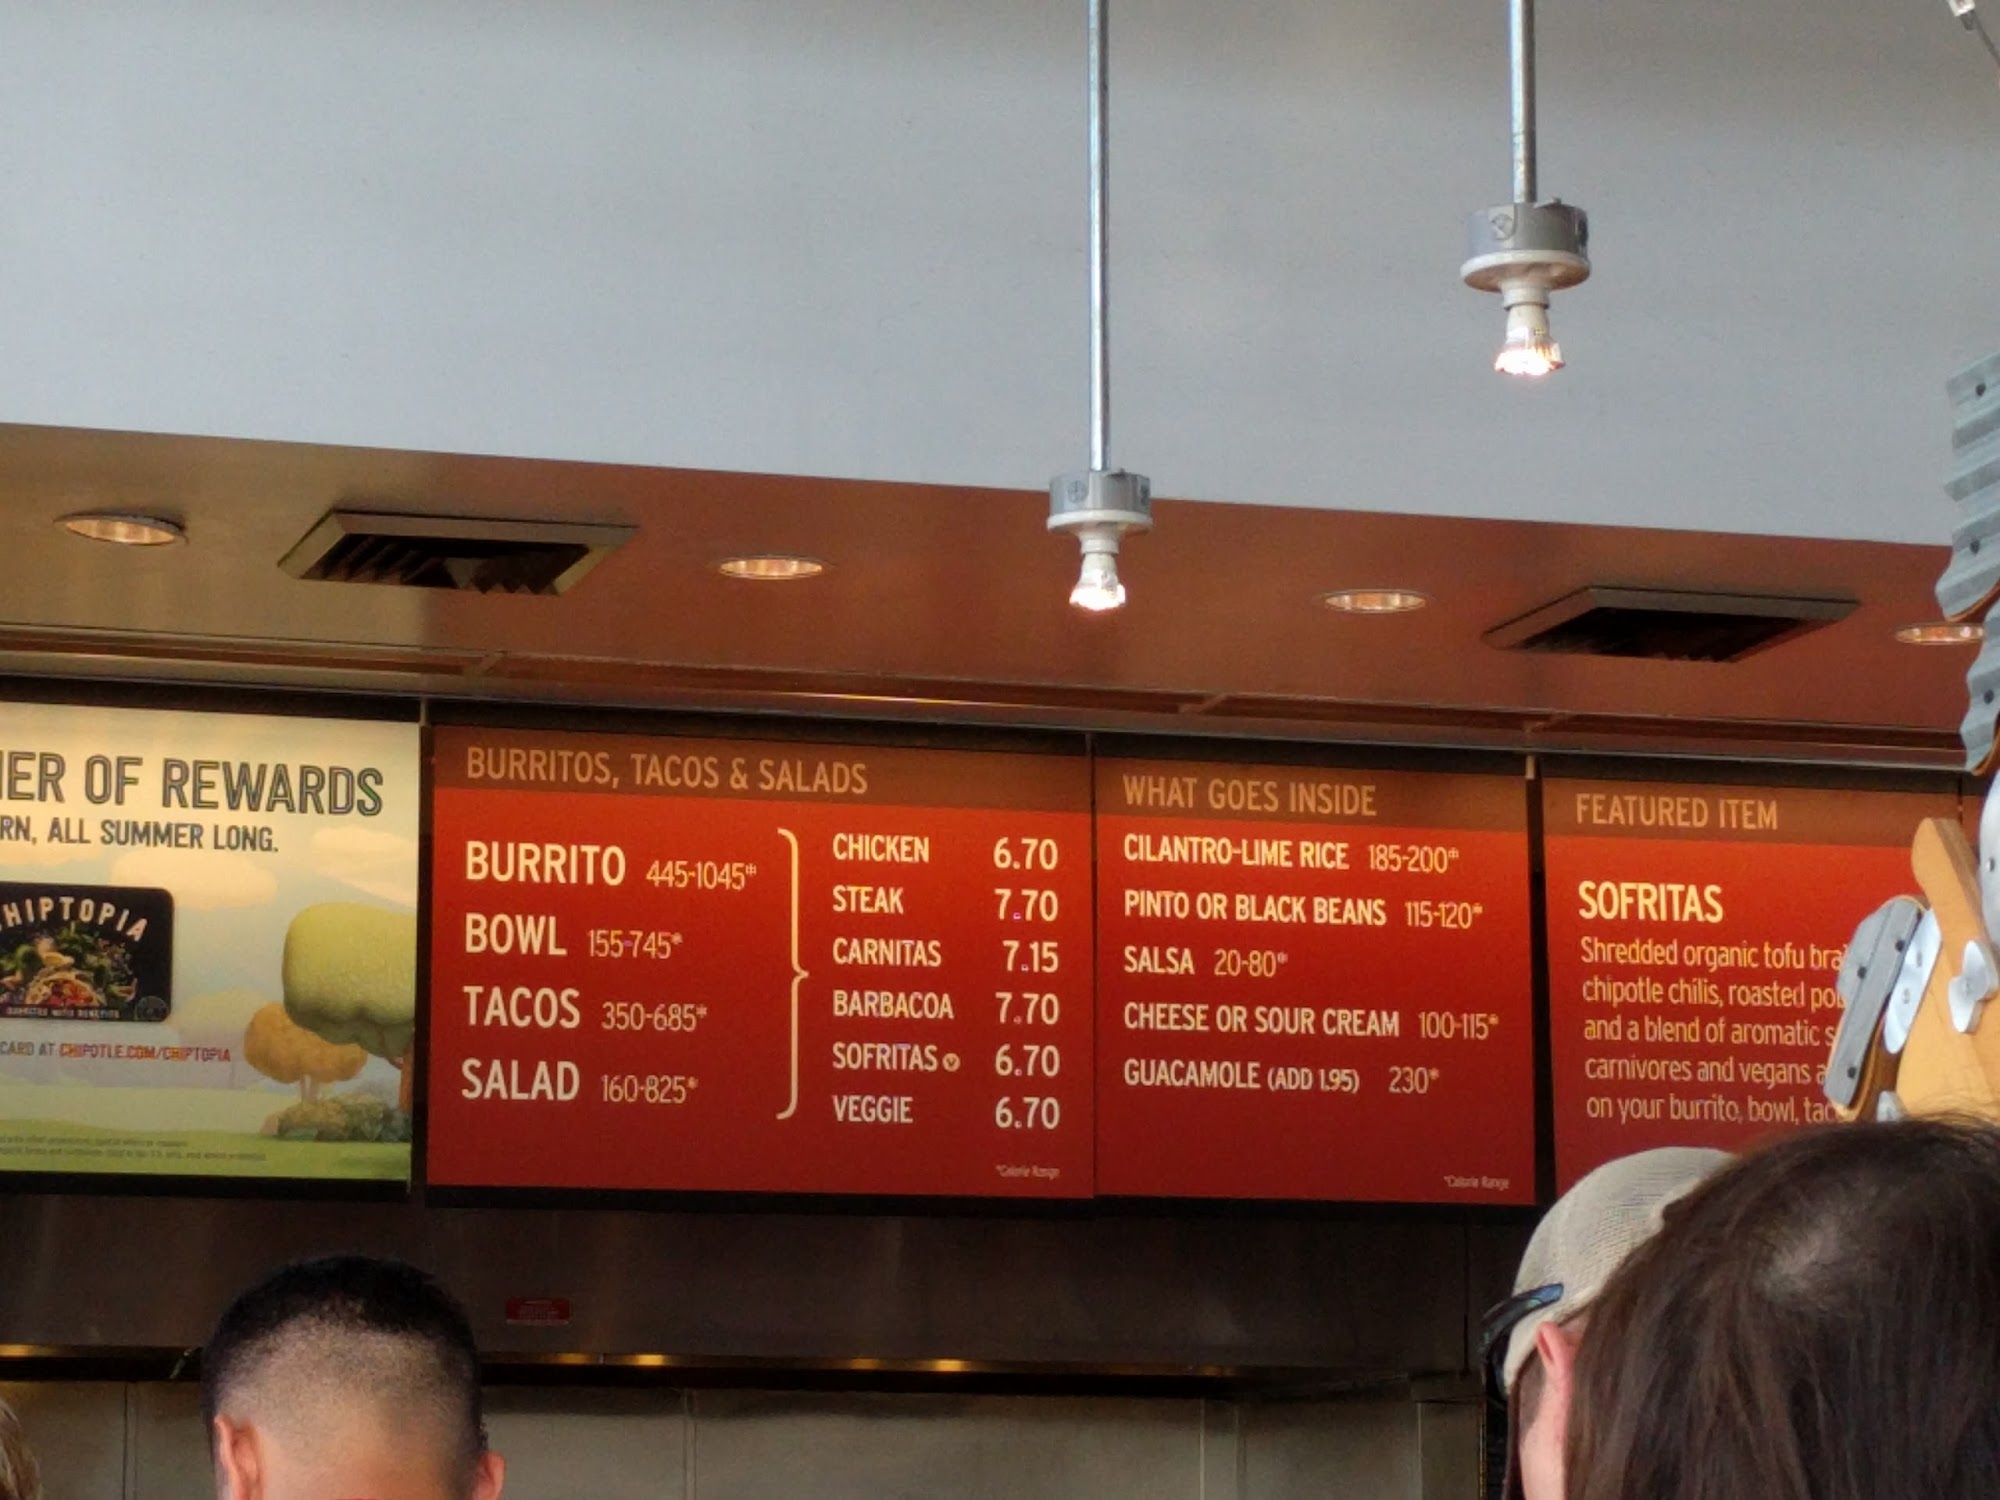 ER OF REWARDS
RN, ALL SUMMER LONG.
HIPTOPIA
BURRITOS WITH BENEFITS
CARD AT CHIPOTLE.COM/CHIPTOPIA
BURRITOS, TACOS & SALADS
BURRITO 445-1045*
BOWL 155-745*
TACOS 350-685*
SALAD 160-825*
CHICKEN 6.70
STEAK 7.70
CARNITAS 7.15
BARBACOA 7.70
SOFRITAS 6.70
VEGGIE 6.70
*Calorie Range
WHAT GOES INSIDE
CILANTRO-LIME RICE 185-200*
PINTO OR BLACK BEANS 115-120*
SALSA 20-80*
CHEESE OR SOUR CREAM 100-115*
GUACAMOLE (ADD 1.95) 230*
*Calorie Range
FEATURED ITEM
SOFRITAS
Shredded organic tofu bra
chipotle chilis, roasted po
and a blend of aromatic s
carnivores and vegans a
on your burrito, bowl, tac